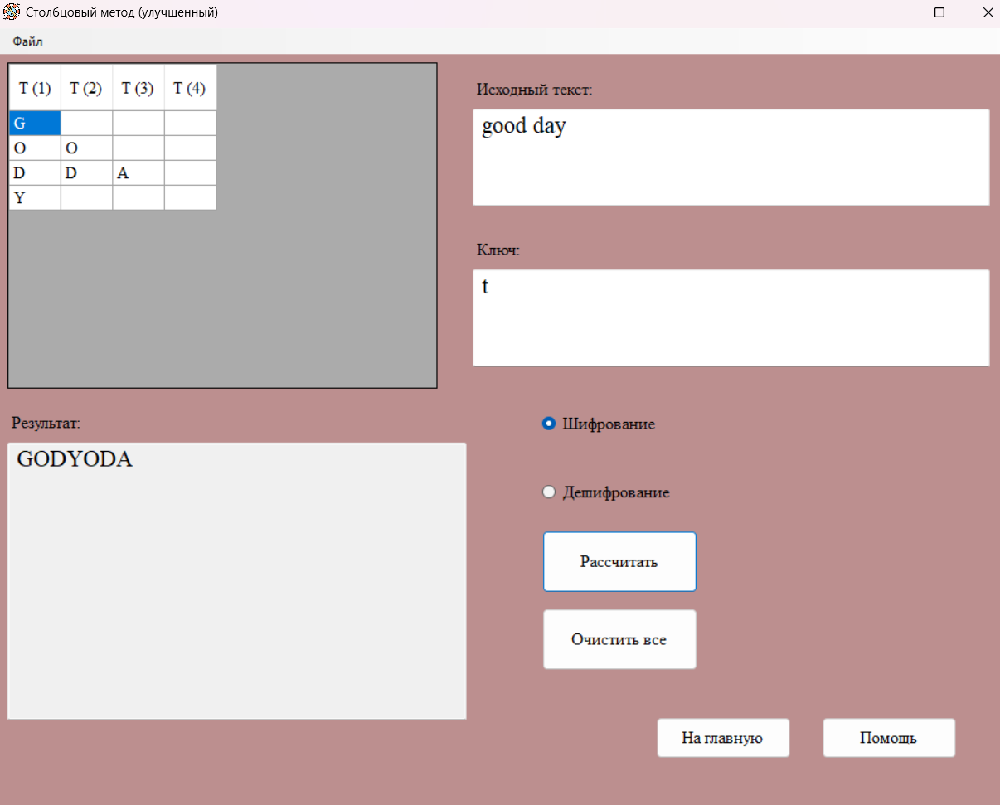 Столбцовый метод (улучшенный)
Файл
T (1) T (2) T (3) T (4)
G
O O
D D A
Y
Исходный текст:
good day
Ключ:
t
Результат:
GODYODA
Шифрование
Дешифрование
Рассчитать
Очистить все
На главную Помощь